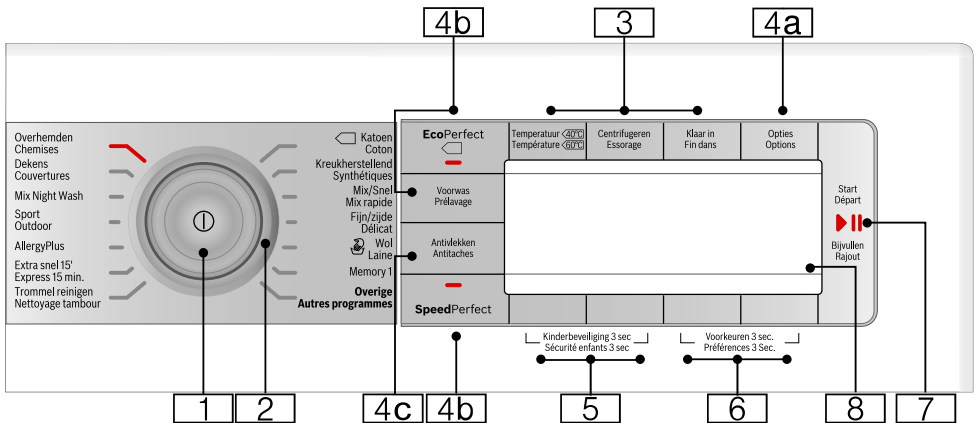 4b
3
4a
Overhemden
Chemises
Dekens
Couvertures
Mix Night Wash
Sport
Outdoor
AllergyPlus
Extra snel 15'
Express 15 min.
Trommel reinigen
Nettoyage tambour
Katoen
Coton
Kreukherstellend
Synthétiques
Mix/Snel
Mix rapide
Fijn/zijde
Délicat
Wol
Laine
Memory 1
Overige
Autres programmes
EcoPerfect
Voorwas
Prélavage
Antivlekken
Antitaches
SpeedPerfect
Temperatuur 40°C
Température 60°C
Centrifugeren
Essorage
Klaar in
Fin dans
Opties
Options
Start
Départ
Bijvullen
Rajout
Kinderbeveiliging 3 sec
Sécurité enfants 3 sec
Voorkeuren 3 sec.
Préférences 3 Sec.
1
2
4c
4b
5
6
8
7